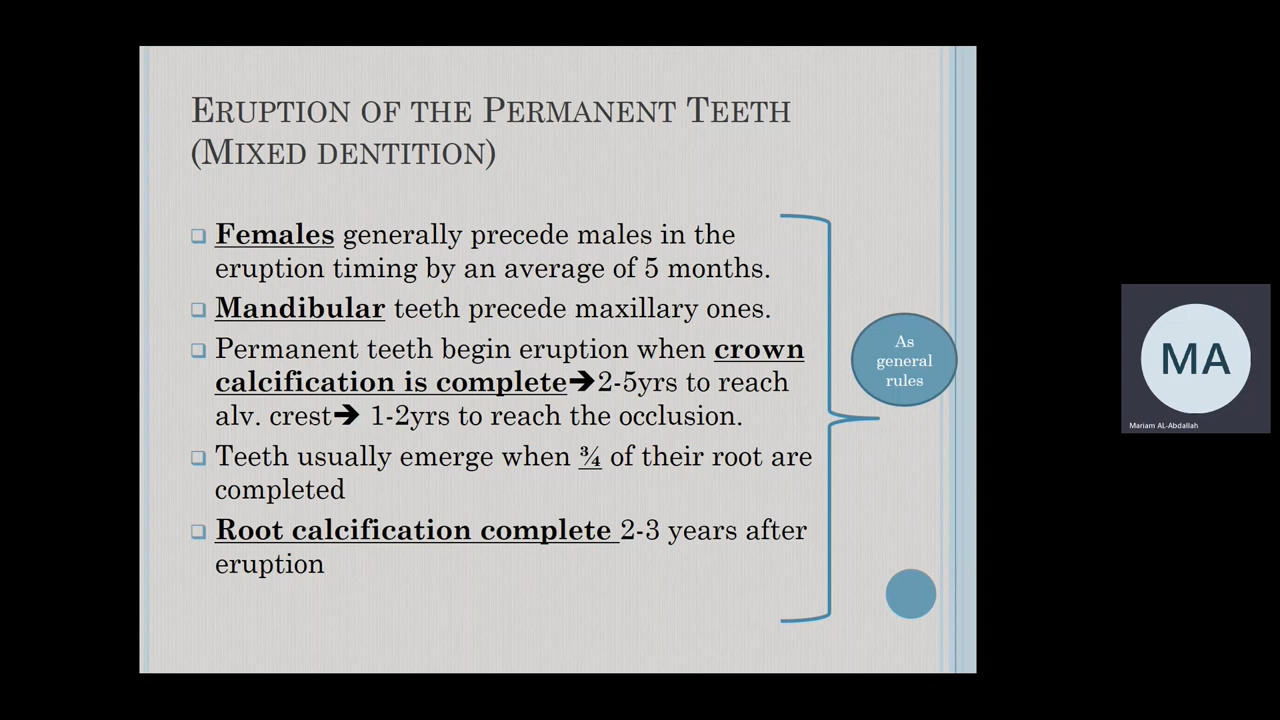 ERUPTION OF THE PERMANENT TEETH
(MIXED DENTITION)
Females generally precede males in the
eruption timing by an average of 5 months.
Mandibular teeth precede maxillary ones.
Permanent teeth begin eruption when crown
calcification is complete➔2-5yrs to reach
alv. crest➔ 1-2yrs to reach the occlusion.
Teeth usually emerge when ¾ of their root are
completed
Root calcification complete 2-3 years after
eruption
As
general
rules
MA
Mariam AL-Abdallah